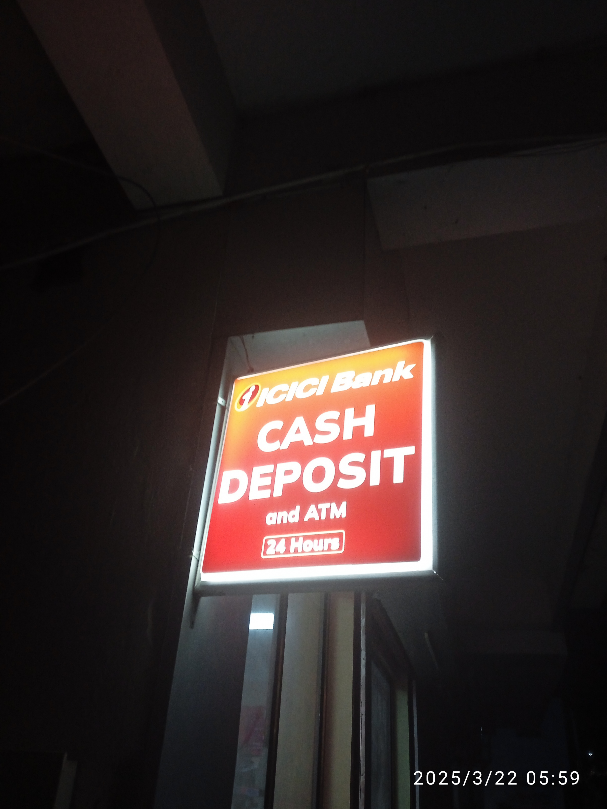 ICICI Bank
CASH
DEPOSIT
and ATM
24 Hours
2025/3/22 05:59